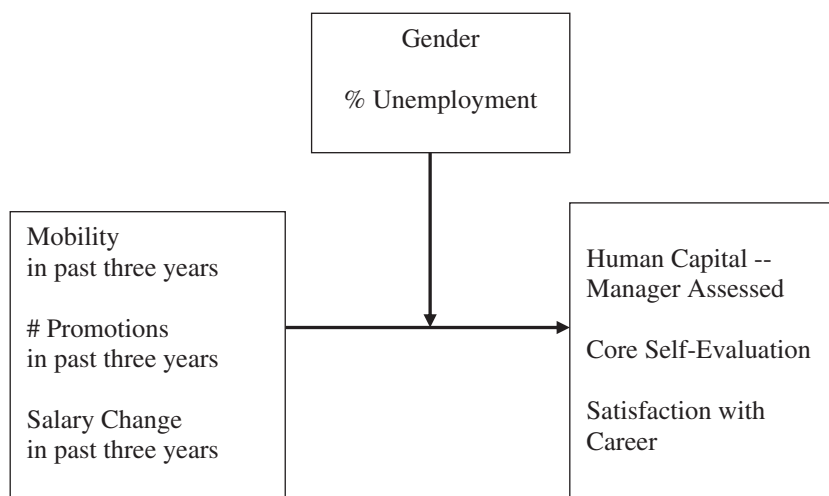 Gender
% Unemployment
Mobility
in past three years
# Promotions
in past three years
Salary Change
in past three years
Human Capital --
Manager Assessed
Core Self-Evaluation
Satisfaction with
Career